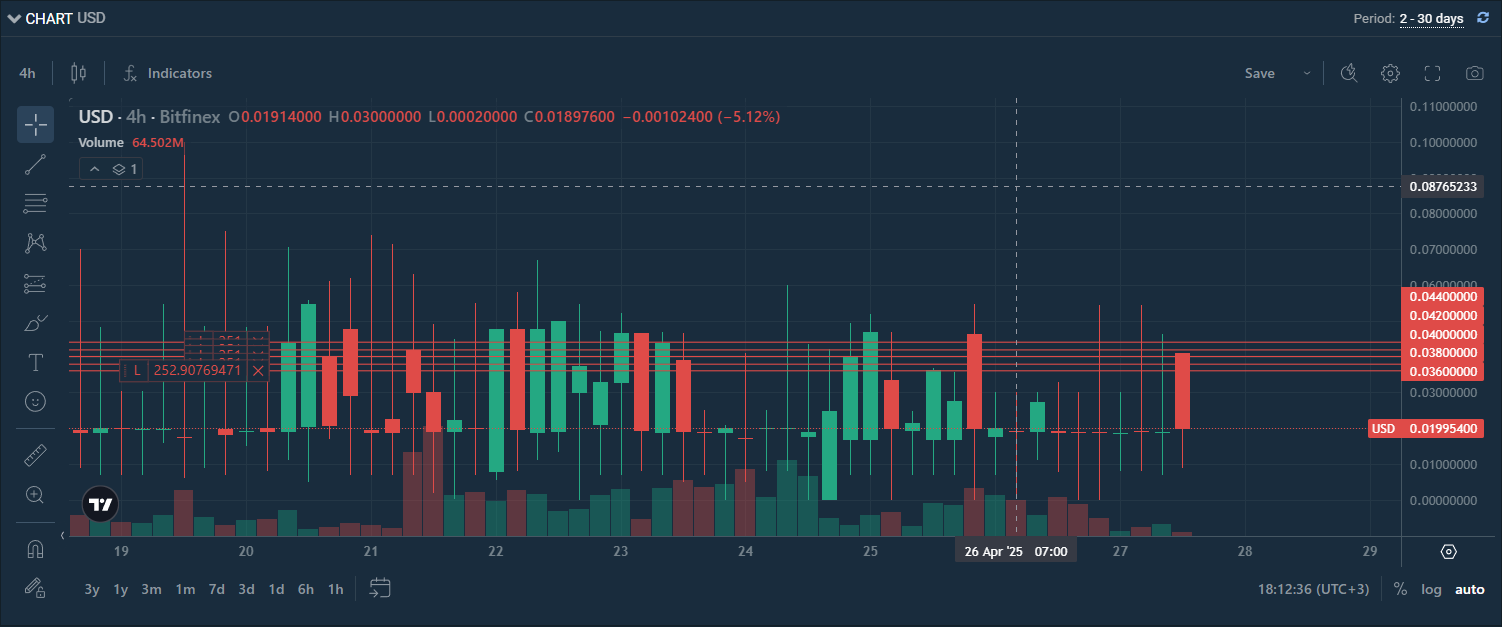 CHART USD
Period: 2 - 30 days
4h
Indicators
Save
USD · 4h · Bitfinex O0.01914000 H0.03000000 L0.00020000 C0.01897600 −0.00102400 (−5.12%)
Volume 64.502M
1
0.11000000
0.10000000
0.08765233
0.08000000
0.07000000
0.06000000
0.04400000
0.04200000
0.04000000
0.03800000
0.03600000
L 252.90769471
0.03000000
USD 0.01995400
0.01000000
0.00000000
19 20 21 22 23 24 25 26 Apr '25 07:00 27 28 29
3y 1y 3m 1m 7d 3d 1d 6h 1h
18:12:36 (UTC+3) % log auto